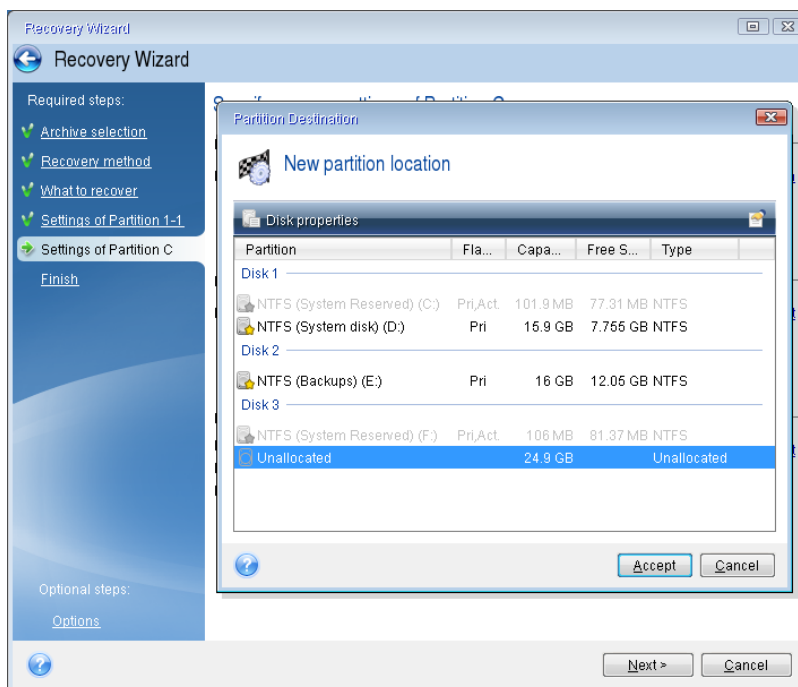 Recovery Wizard
Recovery Wizard
Required steps:
Archive selection
Recovery method
What to recover
Settings of Partition 1-1
Settings of Partition C
Finish
Optional steps:
Options
Partition Destination
New partition location
Disk properties
Partition Fla... Capa... Free S... Type
Disk 1
NTFS (System Reserved) (C:) Pri,Act. 101.9 MB 77.31 MB NTFS
NTFS (System disk) (D:) Pri 15.9 GB 7.755 GB NTFS
Disk 2
NTFS (Backups) (E:) Pri 16 GB 12.05 GB NTFS
Disk 3
NTFS (System Reserved) (F:) Pri,Act. 106 MB 81.37 MB NTFS
Unallocated 24.9 GB Unallocated
Accept Cancel
Next > Cancel